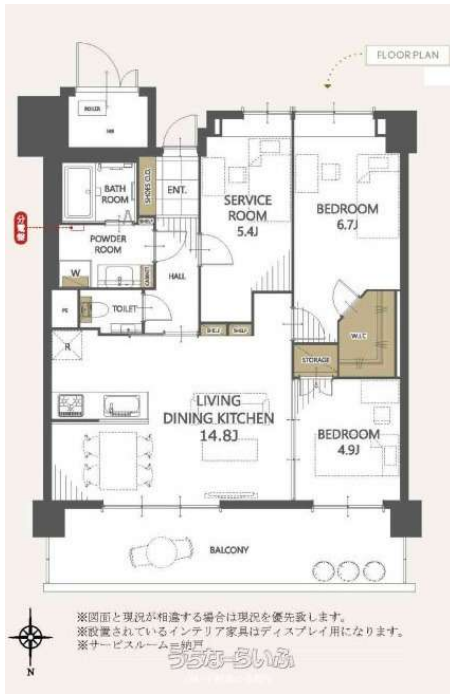 FLOOR PLAN
BOILER
MB
BATH
ROOM
SHOES CLO.
ENT.
SERVICE
ROOM
5.4J
BEDROOM
6.7J
分電盤
POWDER
ROOM
SHELF
W
CABINET
HALL
PS
TOILET
R
SHELF
STORAGE
W.I.C
LIVING
DINING KITCHEN
14.8J
BEDROOM
4.9J
BALCONY
N
※図面と現況が相違する場合は現況を優先致します。
※設置されているインテリア家具はディスプレイ用になります。
※サービスルーム=納戸
うちなーらいふ